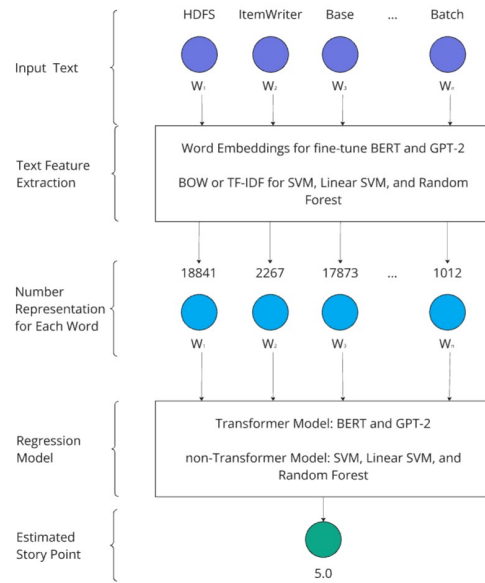 HDFS ItemWriter Base ... Batch
Input Text
W₁ W₂ W₃ Wₙ
Text Feature
Extraction
Word Embeddings for fine-tune BERT and GPT-2
BOW or TF-IDF for SVM, Linear SVM, and Random
Forest
18841 2267 17873 ... 1012
Number
Representation
for Each Word
W₁ W₂ W₃ Wₙ
Regression
Model
Transformer Model: BERT and GPT-2
non-Transformer Model: SVM, Linear SVM, and
Random Forest
Estimated
Story Point
5.0